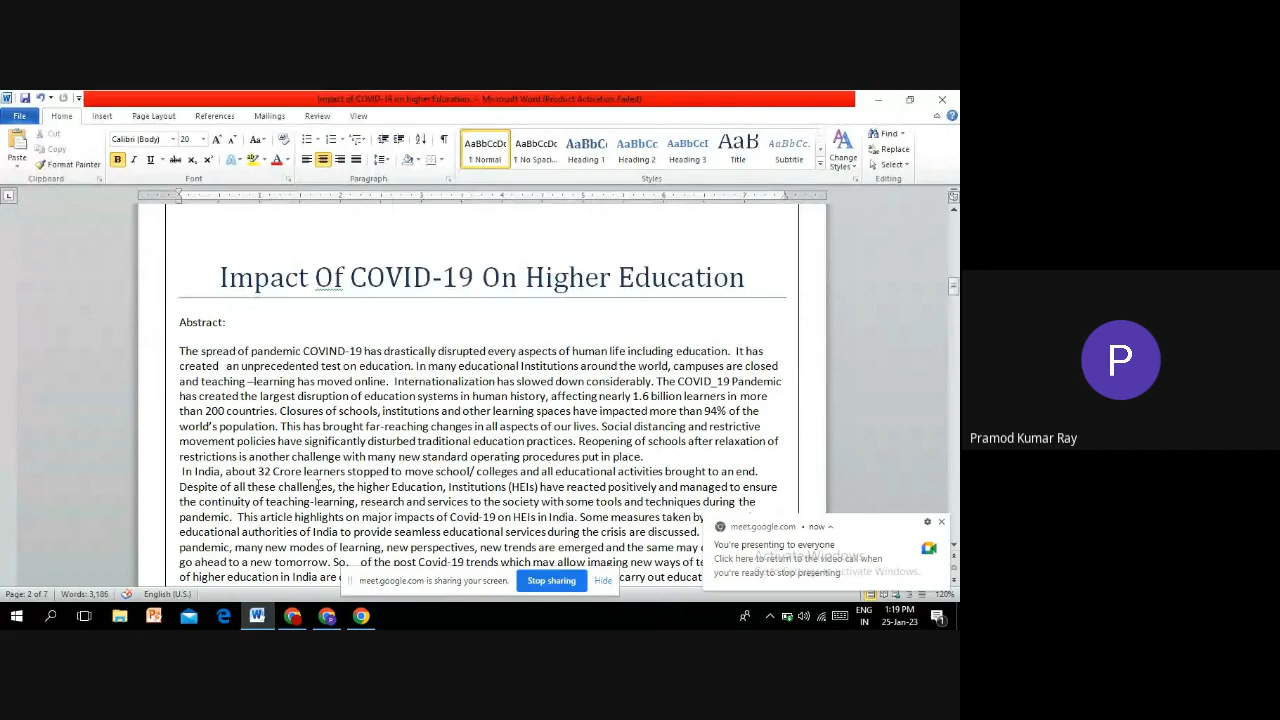 Impact of COVID-19 on higher Education. - Microsoft Word (Product Activation Failed)
File Home Insert Page Layout References Mailings Review View
Cut
Copy
Paste
Format Painter
Clipboard
Calibri (Body) 20
Font
Paragraph
AaBbCcDc AaBbCcDc AaBbC AaBbCc AaBbCcI AaB AaBbCc.
¶ Normal ¶ No Spac... Heading 1 Heading 2 Heading 3 Title Subtitle
Change Styles
Styles
Find
Replace
Select
Editing
Impact Of COVID-19 On Higher Education
Abstract:
The spread of pandemic COVIND-19 has drastically disrupted every aspects of human life including education. It has
created an unprecedented test on education. In many educational Institutions around the world, campuses are closed
and teaching –learning has moved online. Internationalization has slowed down considerably. The COVID_19 Pandemic
has created the largest disruption of education systems in human history, affecting nearly 1.6 billion learners in more
than 200 countries. Closures of schools, institutions and other learning spaces have impacted more than 94% of the
world's population. This has brought far-reaching changes in all aspects of our lives. Social distancing and restrictive
movement policies have significantly disturbed traditional education practices. Reopening of schools after relaxation of
restrictions is another challenge with many new standard operating procedures put in place.
In India, about 32 Crore learners stopped to move school/ colleges and all educational activities brought to an end.
Despite of all these challenges, the higher Education, Institutions (HEIs) have reacted positively and managed to ensure
the continuity of teaching-learning, research and services to the society with some tools and techniques during the
pandemic. This article highlights on major impacts of Covid-19 on HEIs in India. Some measures taken by
educational authorities of India to provide seamless educational services during the crisis are discussed.
pandemic, many new modes of learning, new perspectives, new trends are emerged and the same may
go ahead to a new tomorrow. So, of the post Covid-19 trends which may allow imaging new ways of
of higher education in India are carry out
meet.google.com • now
You're presenting to everyone
Click here to return to the video call when
you're ready to stop presenting
Activate Windows
meet.google.com is sharing your screen. Stop sharing Hide
Page: 2 of 7 Words: 3,186 English (U.S.) 120%
ENG
IN
1:19 PM
25-Jan-23
P
Pramod Kumar Ray